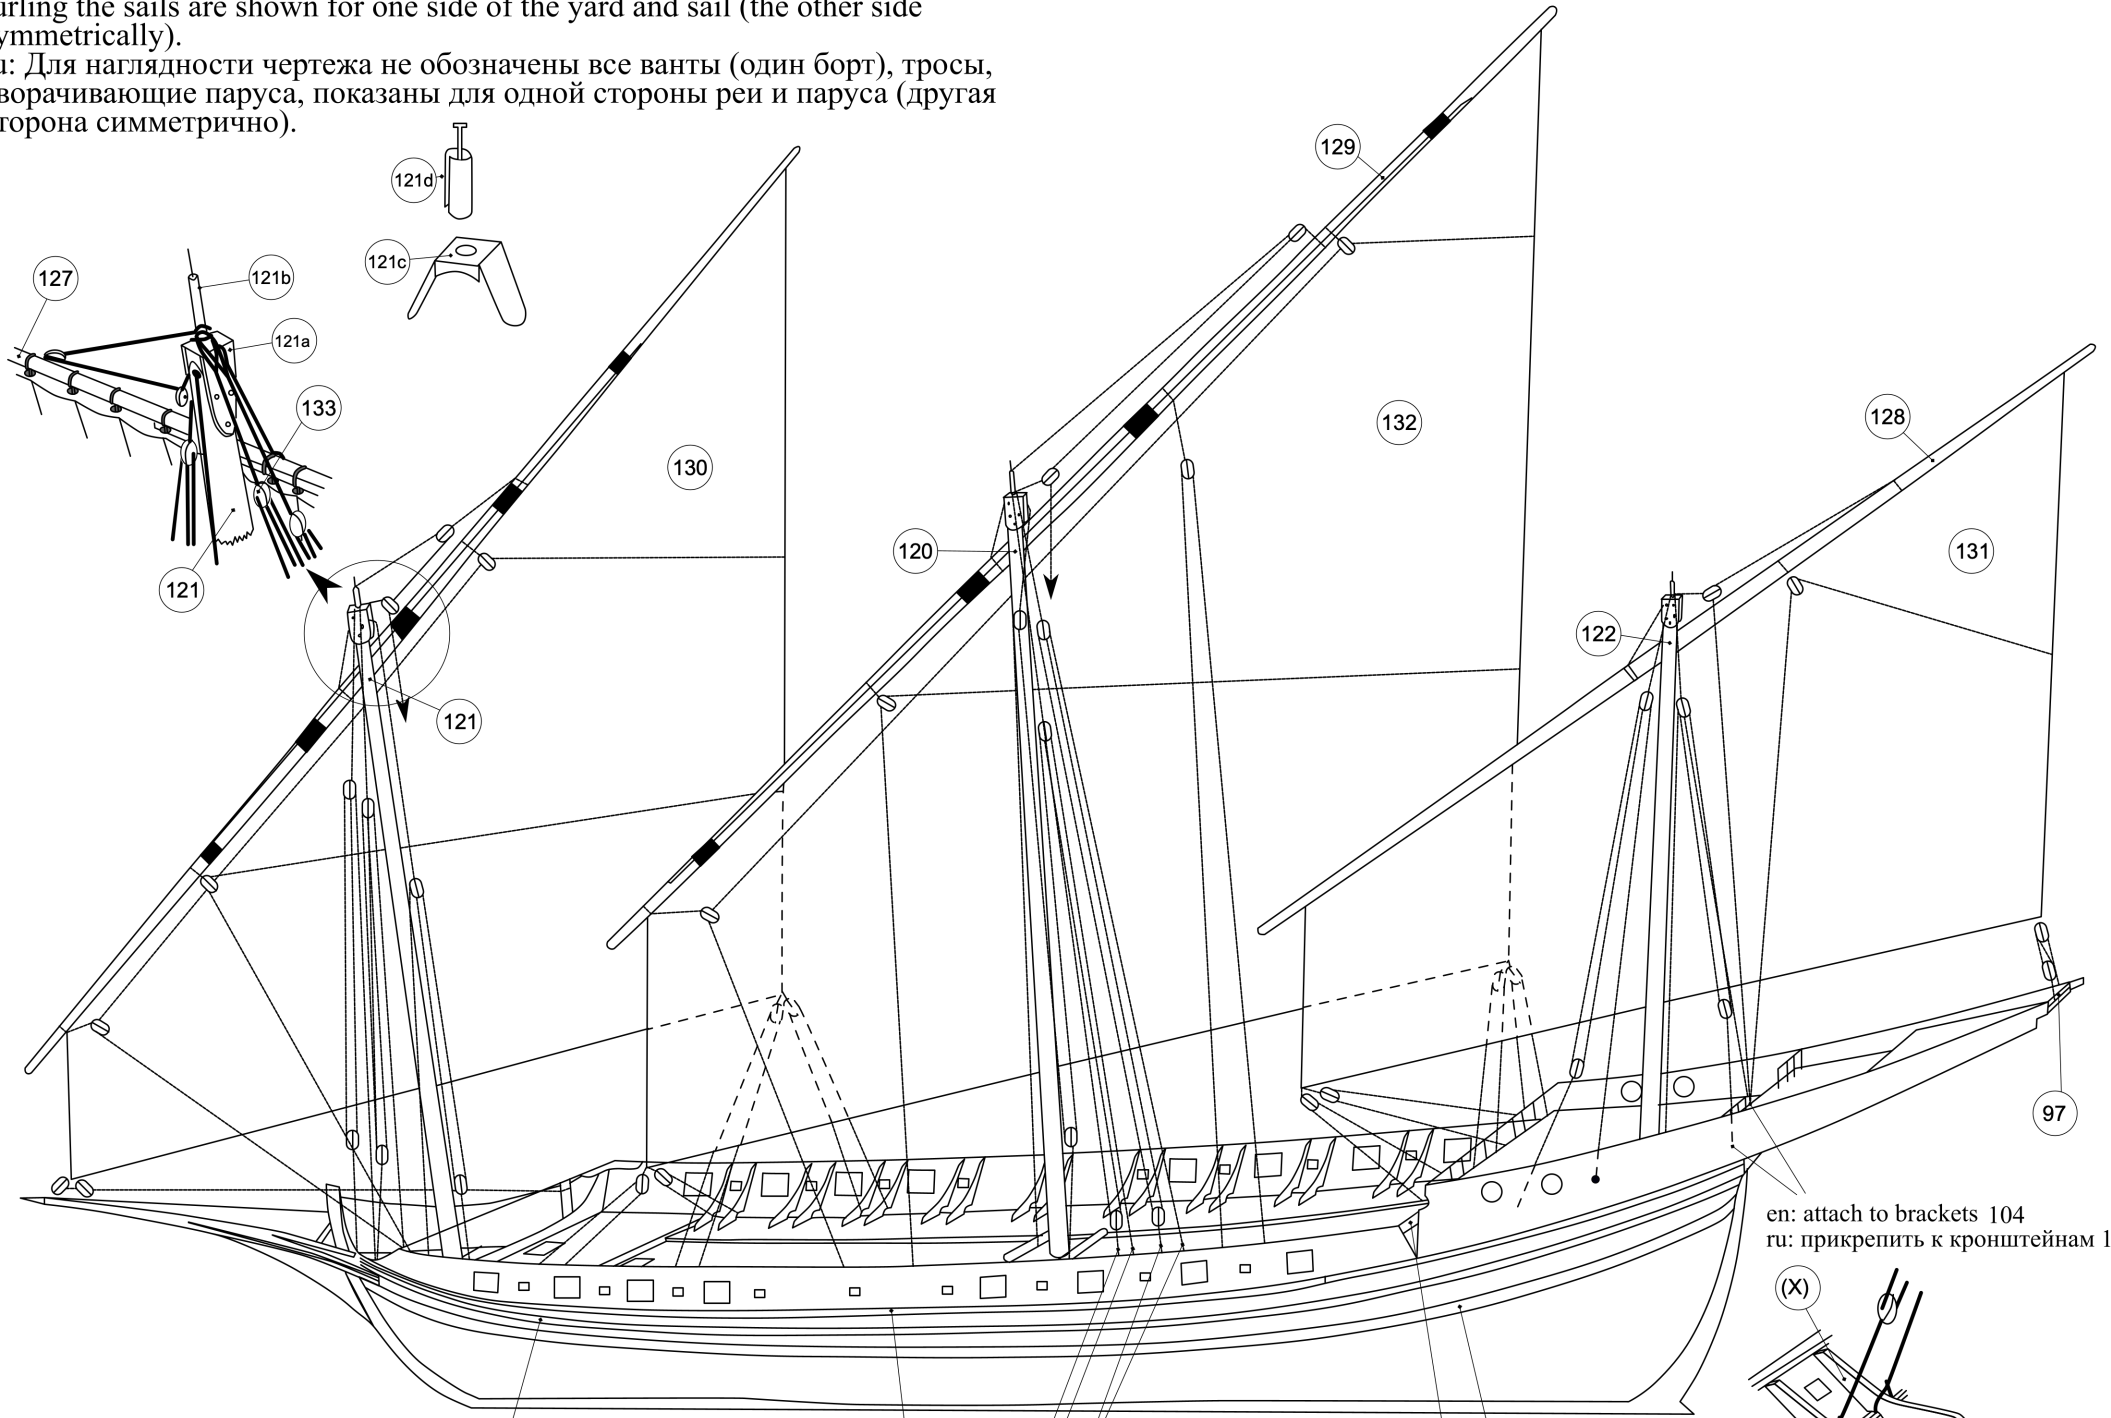 urling the sails are shown for one side of the yard and sail (the other side
ymmetrically).
u: Для наглядности чертежа не обозначены все ванты (один борт), тросы,
ворачивающие паруса, показаны для одной стороны реи и паруса (другая
торона симметрично).
121d
129
121c
127
121b
121a
133
132
128
130
120
131
121
122
121
97
en: attach to brackets 104
ru: прикрепить к кронштейнам 1
(X)